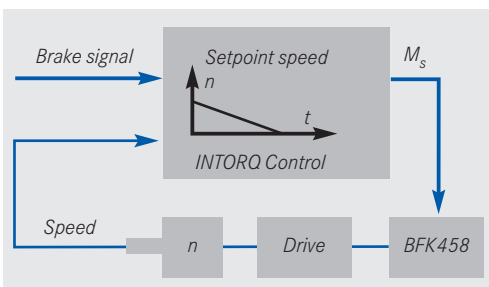 Brake signal
Setpoint speed
n
t
INTORQ Control
Ms
Speed
n
Drive
BFK458